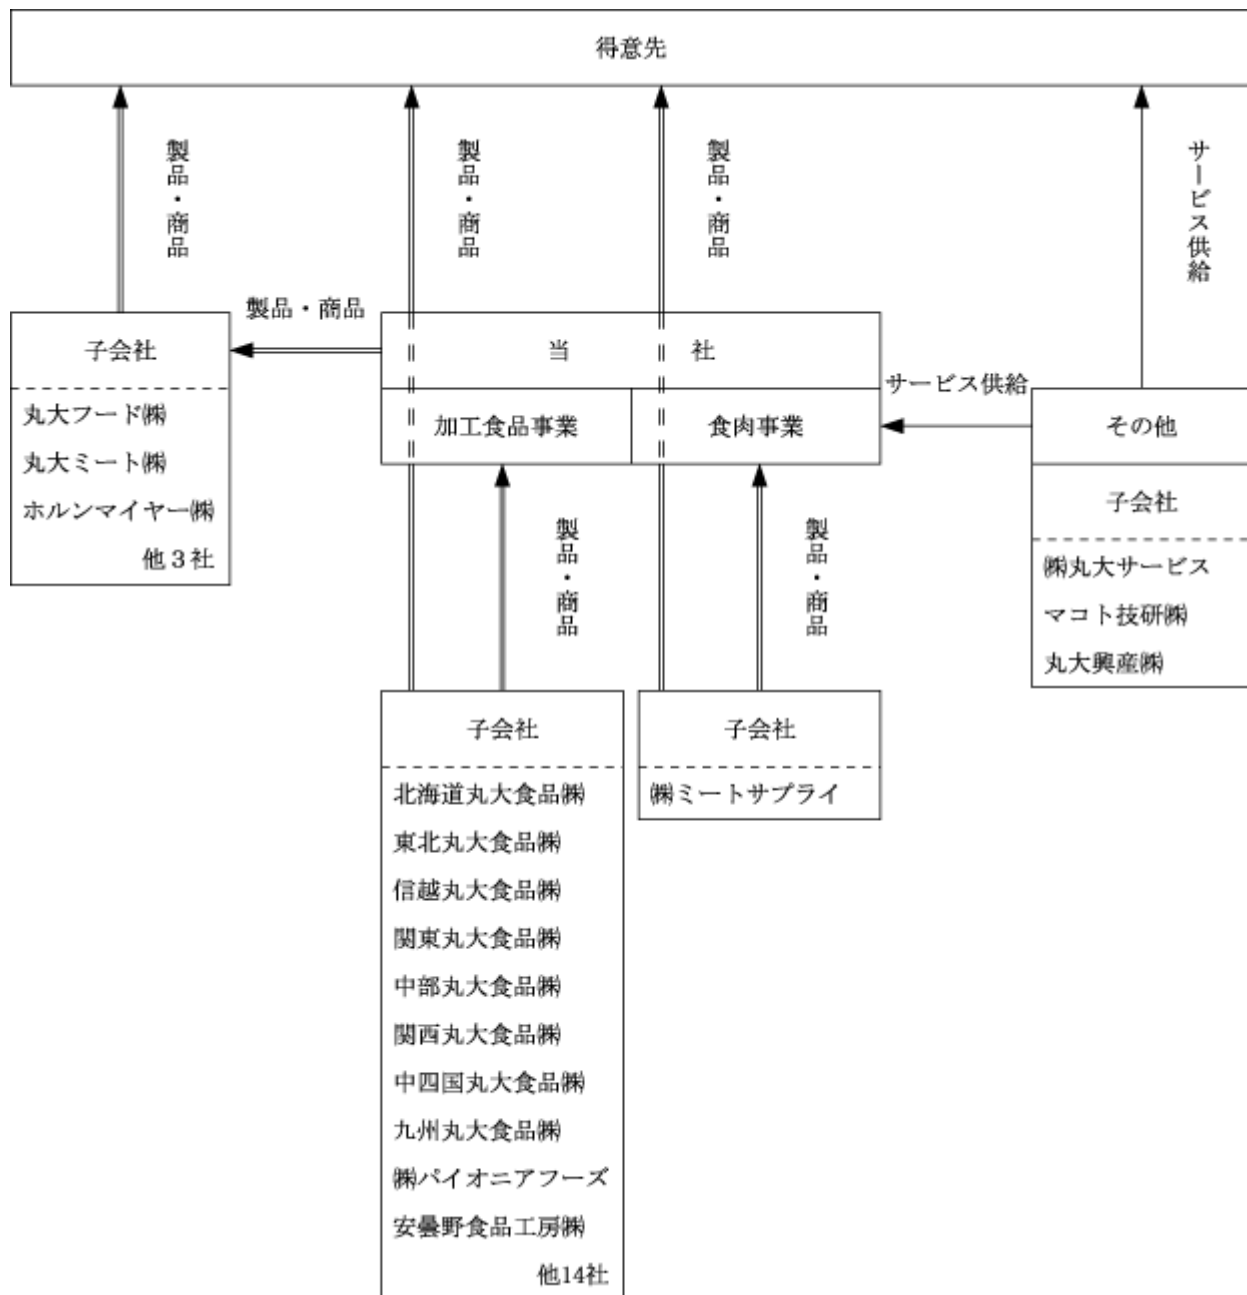 得意先
製品・商品
製品・商品
製品・商品
サービス供給
子会社
丸大フード㈱
丸大ミート㈱
ホルンマイヤー㈱
他３社
製品・商品
当　社
加工食品事業
食肉事業
サービス供給
その他
子会社
㈱丸大サービス
マコト技研㈱
丸大興産㈱
製品・商品
製品・商品
子会社
北海道丸大食品㈱
東北丸大食品㈱
信越丸大食品㈱
関東丸大食品㈱
中部丸大食品㈱
関西丸大食品㈱
中四国丸大食品㈱
九州丸大食品㈱
㈱パイオニアフーズ
安曇野食品工房㈱
他14社
子会社
㈱ミートサプライ